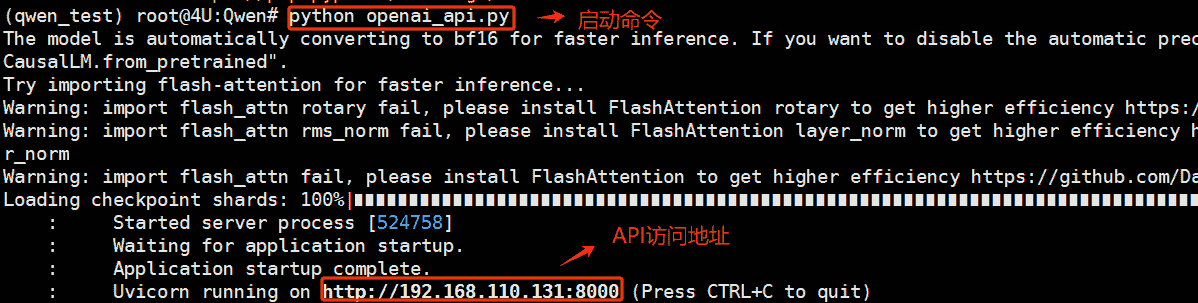 (qwen_test) root@4U:Qwen# python openai_api.py 启动命令
The model is automatically converting to bf16 for faster inference. If you want to disable the automatic prec
CausalLM.from_pretrained".
Try importing flash-attention for faster inference...
Warning: import flash_attn rotary fail, please install FlashAttention rotary to get higher efficiency https:/
Warning: import flash_attn rms_norm fail, please install FlashAttention layer_norm to get higher efficiency h
r_norm
Warning: import flash_attn fail, please install FlashAttention to get higher efficiency https://github.com/Da
Loading checkpoint shards: 100%|
: Started server process [524758]
: Waiting for application startup.
API访问地址
: Application startup complete.
: Uvicorn running on http://192.168.110.131:8000 (Press CTRL+C to quit)